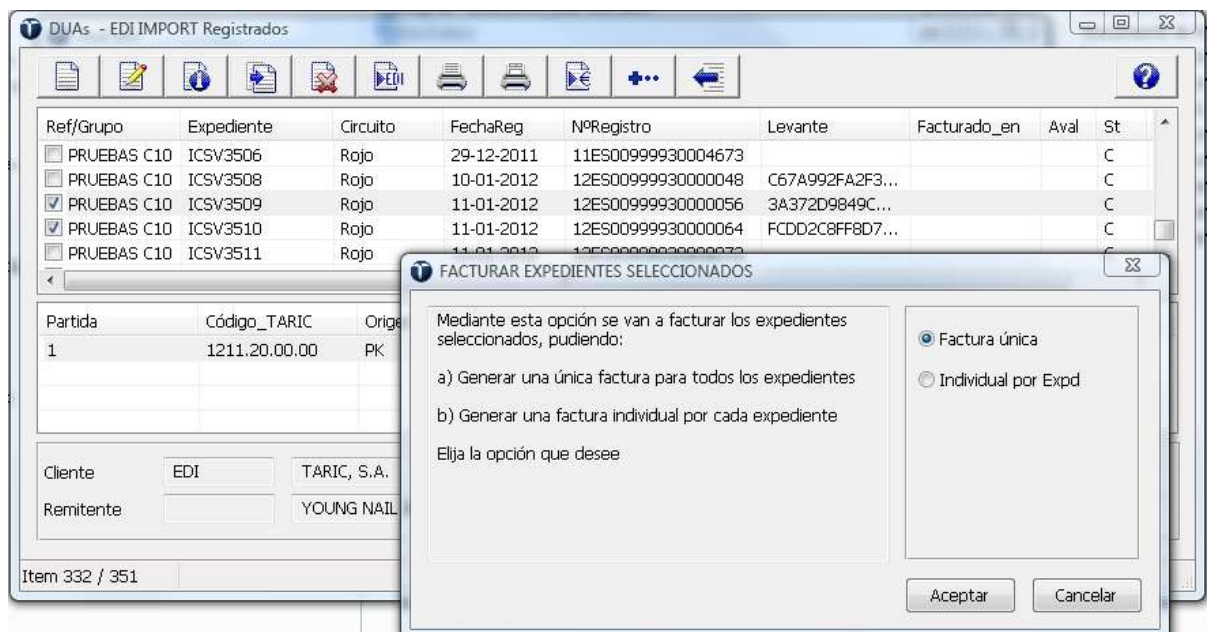 DUAs - EDI IMPORT Registrados
EDI
Ref/Grupo Expediente Circuito FechaReg NºRegistro Levante Facturado_en Aval St
PRUEBAS C10 ICSV3506 Rojo 29-12-2011 11ES00999930004673 C
PRUEBAS C10 ICSV3508 Rojo 10-01-2012 12ES00999930000048 C67A992FA2F3... C
PRUEBAS C10 ICSV3509 Rojo 11-01-2012 12ES00999930000056 3A372D9849C... C
PRUEBAS C10 ICSV3510 Rojo 11-01-2012 12ES00999930000064 FCDD2C8FF8D7... C
PRUEBAS C10 ICSV3511 Rojo
FACTURAR EXPEDIENTES SELECCIONADOS
Mediante esta opción se van a facturar los expedientes
seleccionados, pudiendo:
a) Generar una única factura para todos los expedientes
b) Generar una factura individual por cada expediente
Elija la opción que desee
Factura única
Individual por Expd
Aceptar Cancelar
Partida Código_TARIC Orige
1 1211.20.00.00 PK
Cliente EDI TARIC, S.A.
Remitente YOUNG NAIL
Item 332 / 351